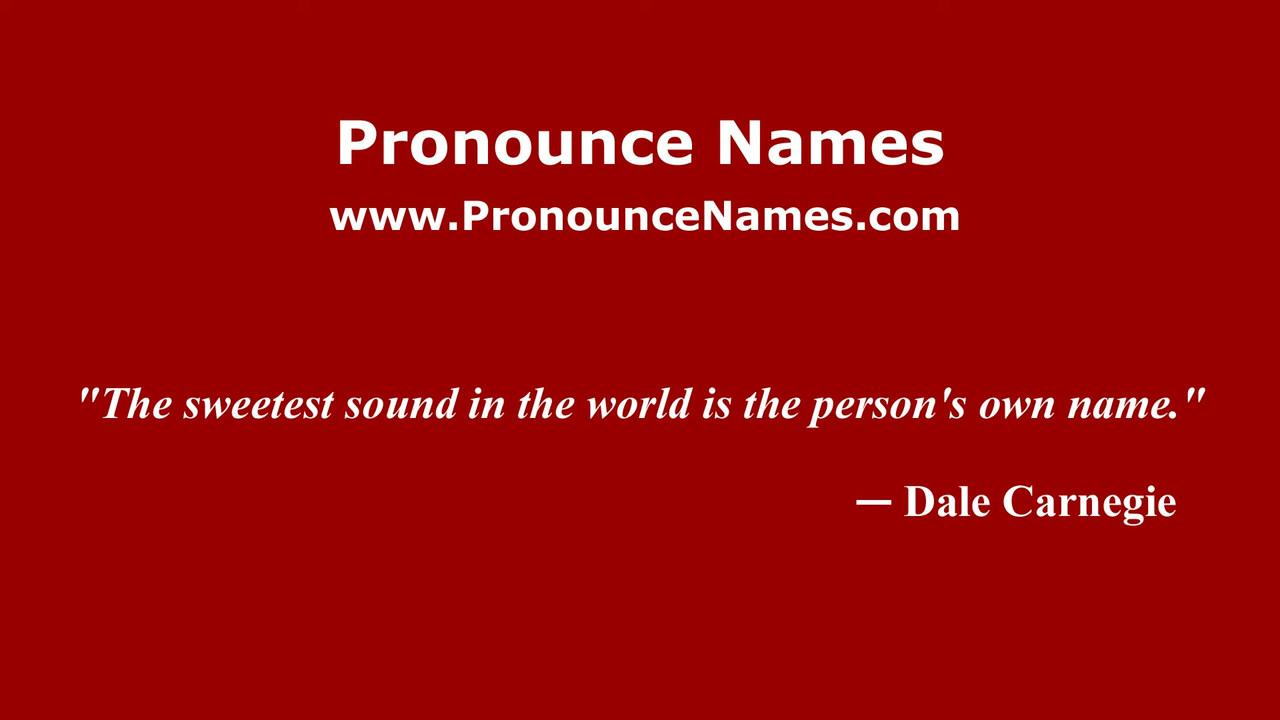 Pronounce Names
www.PronounceNames.com
"The sweetest sound in the world is the person's own name."
— Dale Carnegie